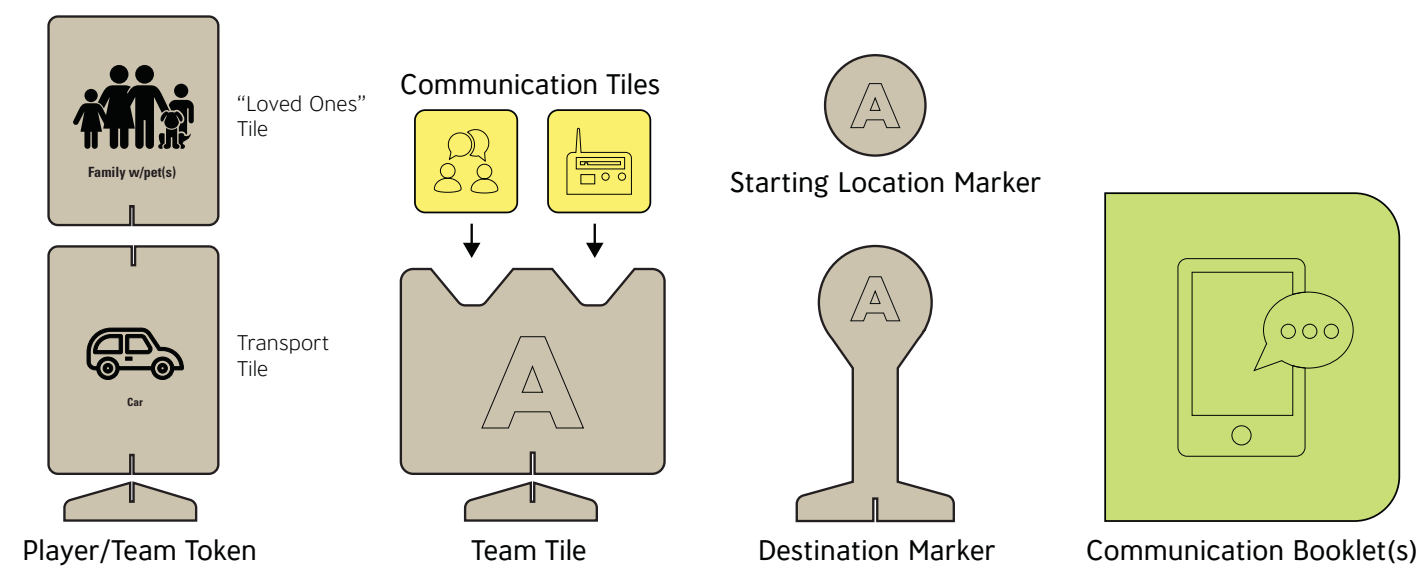 Family w/pet(s)
“Loved Ones”
Tile
Car
Transport
Tile
Player/Team Token
Communication Tiles
A
Team Tile
A
Starting Location Marker
A
Destination Marker
Communication Booklet(s)